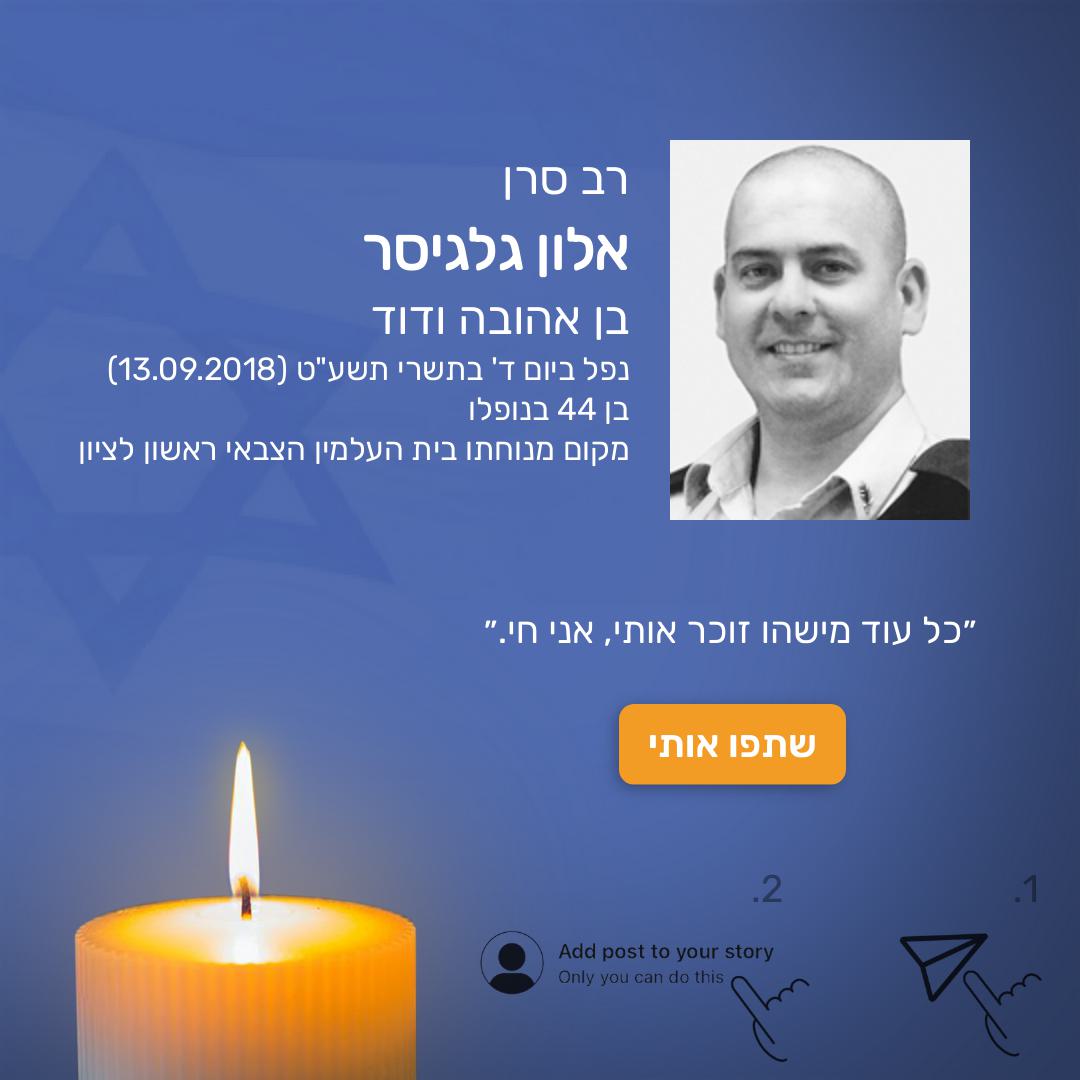 רב סרן
אלון גלגיסר
בן אהובה ודוד
נפל ביום ד' בתשרי תשע"ט (13.09.2018)
בן 44 בנופלו
מקום מנוחתו בית העלמין הצבאי ראשון לציון
״כל עוד מישהו זוכר אותי, אני חי.״
שתפו אותי
1.
2.
Add post to your story
Only you can do this